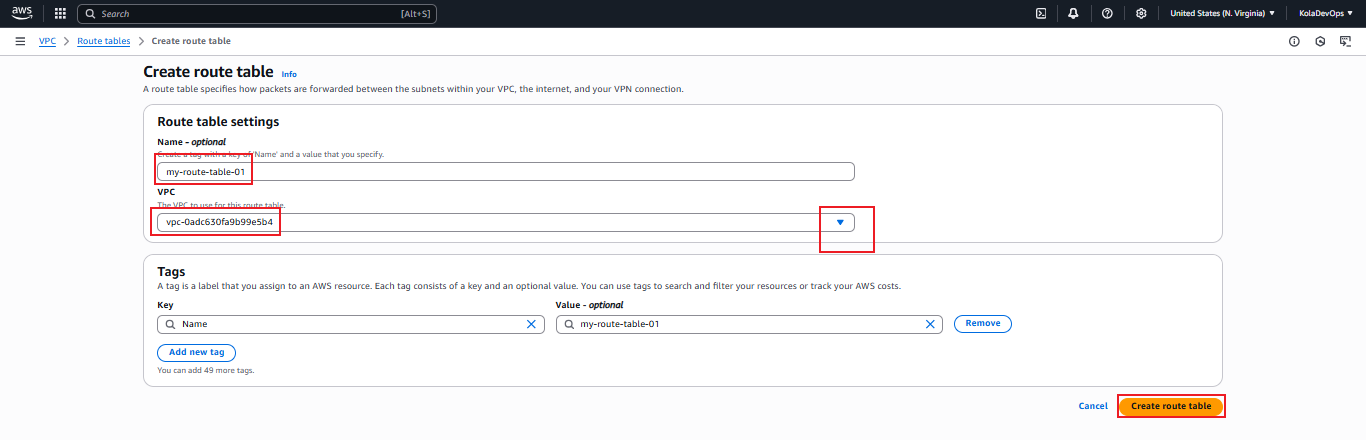 aws Search [Alt+S] United States (N. Virginia) KolaDevOps
VPC Route tables Create route table
Create route table Info
A route table specifies how packets are forwarded between the subnets within your VPC, the internet, and your VPN connection.
Route table settings
Name - optional
Create a tag with a key of 'Name' and a value that you specify.
my-route-table-01
VPC
The VPC to use for this route table.
vpc-0adc630fa9b99e5b4
Tags
A tag is a label that you assign to an AWS resource. Each tag consists of a key and an optional value. You can use tags to search and filter your resources or track your AWS costs.
Key Value - optional
Name my-route-table-01 Remove
Add new tag
You can add 49 more tags.
Cancel Create route table